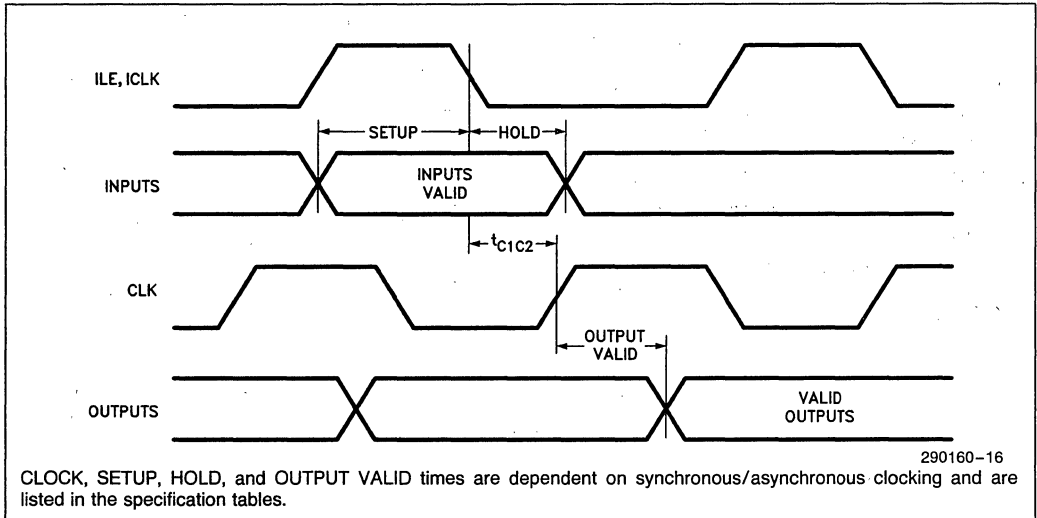 ILE, ICLK
SETUP
HOLD
INPUTS
INPUTS
VALID
tC1C2
CLK
OUTPUT
VALID
OUTPUTS
VALID
OUTPUTS
290160-16
CLOCK, SETUP, HOLD, and OUTPUT VALID times are dependent on synchronous/asynchronous clocking and are
listed in the specification tables.